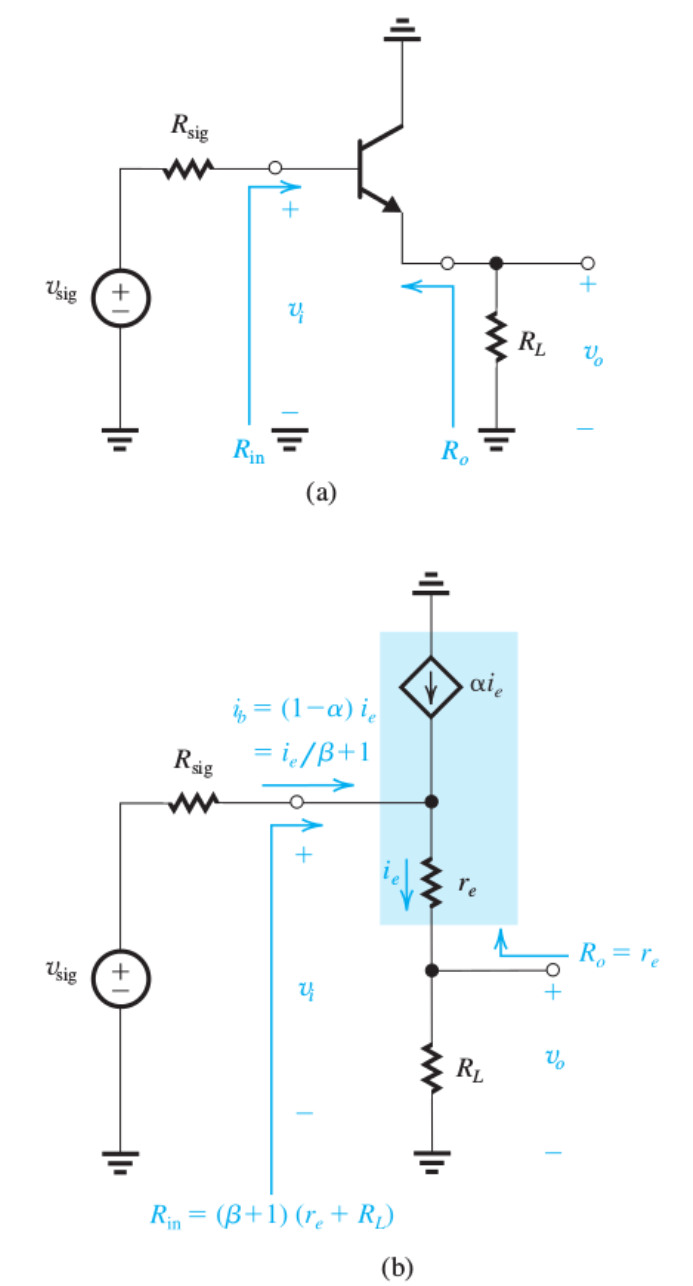 R_sig
+
v_sig
+
−
v_i
−
R_in
R_o
R_L
+
v_o
−
(a)
αi_e
i_b = (1−α) i_e
= i_e/β+1
R_sig
+
i_e
r_e
R_o = r_e
v_sig
+
−
v_i
−
+
v_o
−
R_L
R_in = (β+1) (r_e + R_L)
(b)